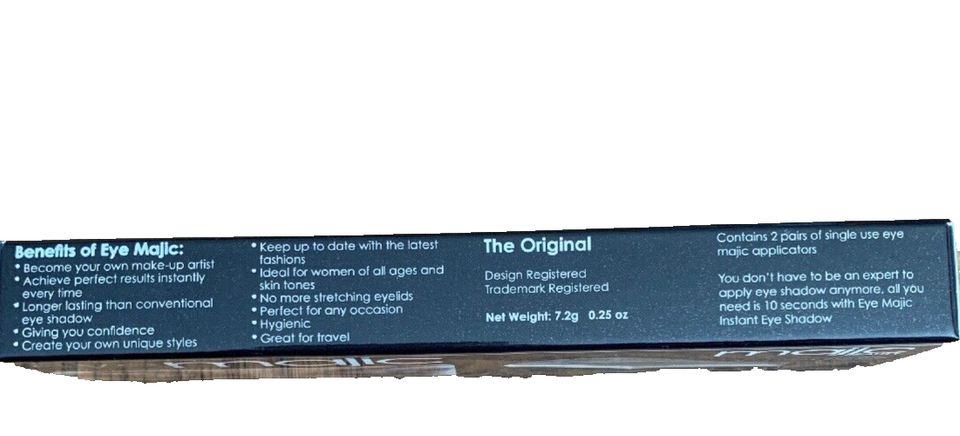 Benefits of Eye Majic:
• Become your own make-up artist
• Achieve perfect results instantly
every time
• Longer lasting than conventional
eye shadow
• Giving you confidence
• Create your own unique styles
• Keep up to date with the latest
fashions
• Ideal for women of all ages and
skin tones
• No more stretching eyelids
• Perfect for any occasion
• Hygienic
• Great for travel
The Original
Design Registered
Trademark Registered
Net Weight: 7.2g 0.25 oz
Contains 2 pairs of single use eye
majic applicators
You don't have to be an expert to
apply eye shadow anymore, all you
need is 10 seconds with Eye Majic
Instant Eye Shadow
majic